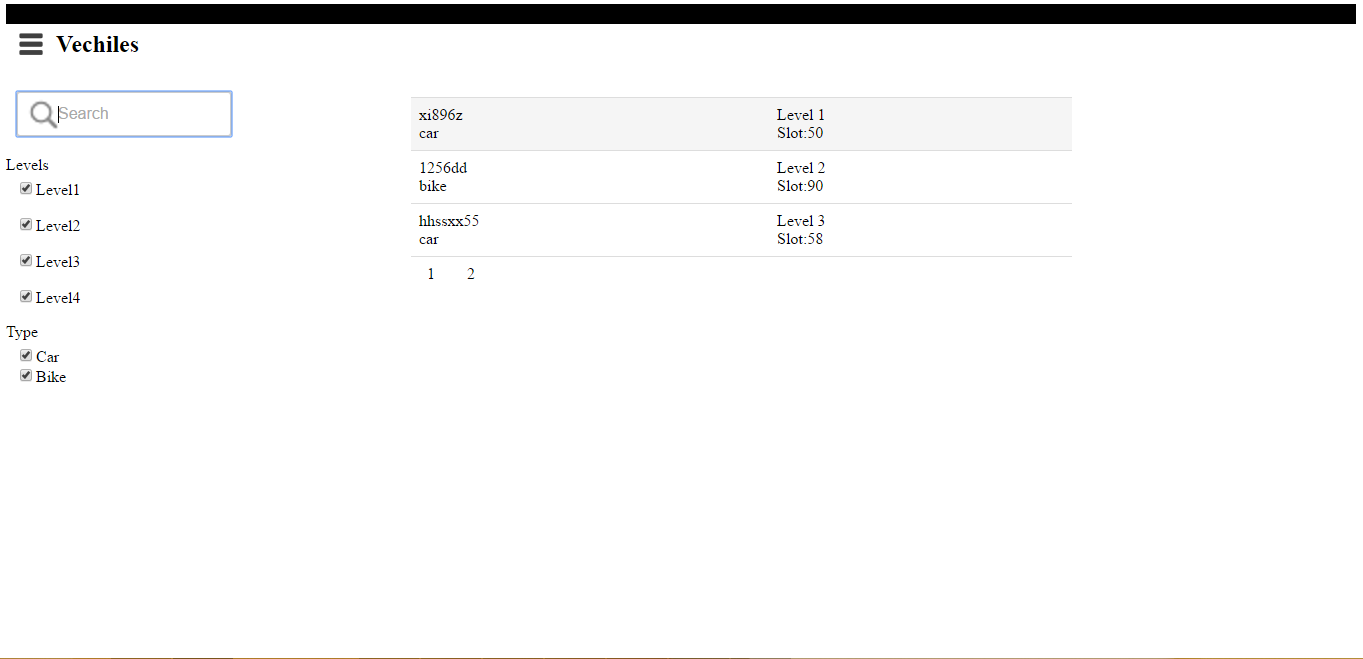 Vechiles
Search
Levels
Level1
Level2
Level3
Level4
Type
Car
Bike
xi896z Level 1
car Slot:50
1256dd Level 2
bike Slot:90
hhssxx55 Level 3
car Slot:58
1 2